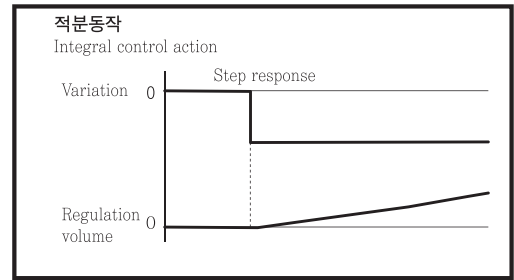 적분동작
Integral control action
Step response
Variation 0
Regulation 0
volume